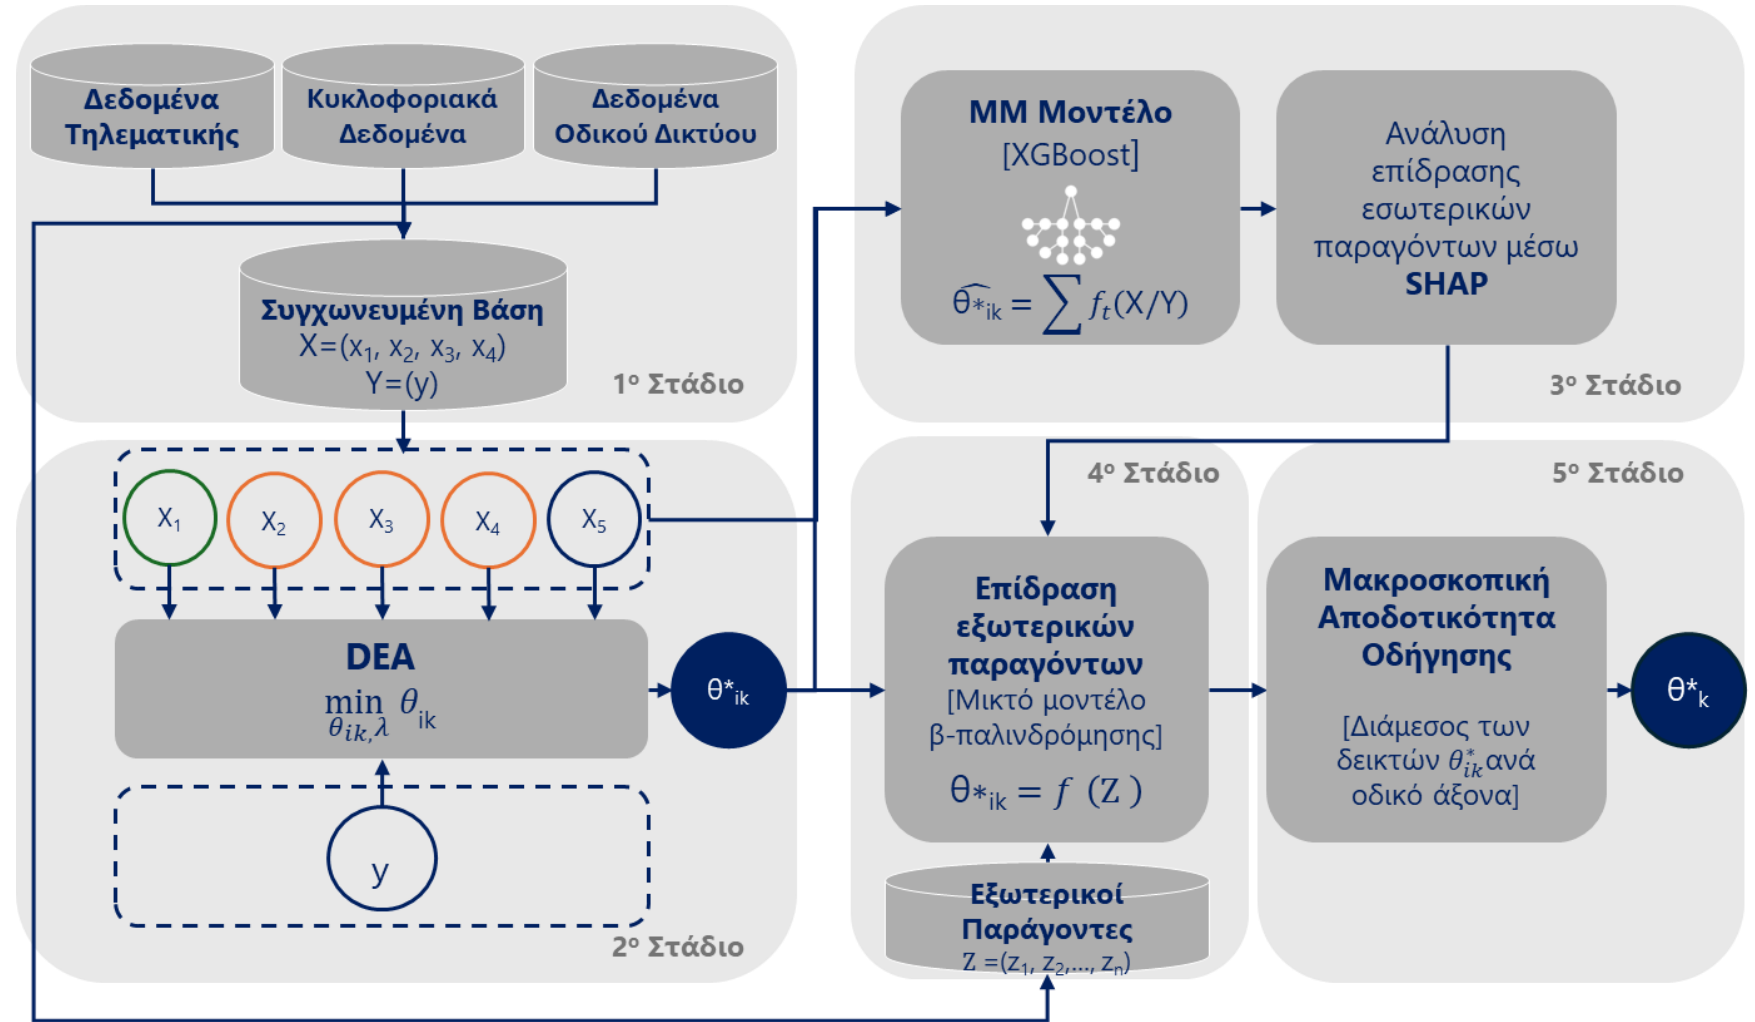 Δεδομένα
Τηλεματικής
Κυκλοφοριακά
Δεδομένα
Δεδομένα
Οδικού Δικτύου
Συγχωνευμένη Βάση
X=(x₁, x₂, x₃, x₄)
Y=(y)
1ο Στάδιο
X₁
X₂
X₃
X₄
X₅
DEA
min θik
θik,λ
θ*ik
y
2ο Στάδιο
ΜΜ Μοντέλο
[XGBoost]
θ*ik^ = ∑ fₜ(X/Y)
Ανάλυση
επίδρασης
εσωτερικών
παραγόντων μέσω
SHAP
3ο Στάδιο
4ο Στάδιο
Επίδραση
εξωτερικών
παραγόντων
[Μικτό μοντέλο
β-παλινδρόμησης]
θ*ik = f (Z )
Εξωτερικοί
Παράγοντες
Z =(z₁, z₂,..., zₙ)
5ο Στάδιο
Μακροσκοπική
Αποδοτικότητα
Οδήγησης
[Διάμεσος των
δεικτών θ*ik ανά
οδικό άξονα]
θ*k